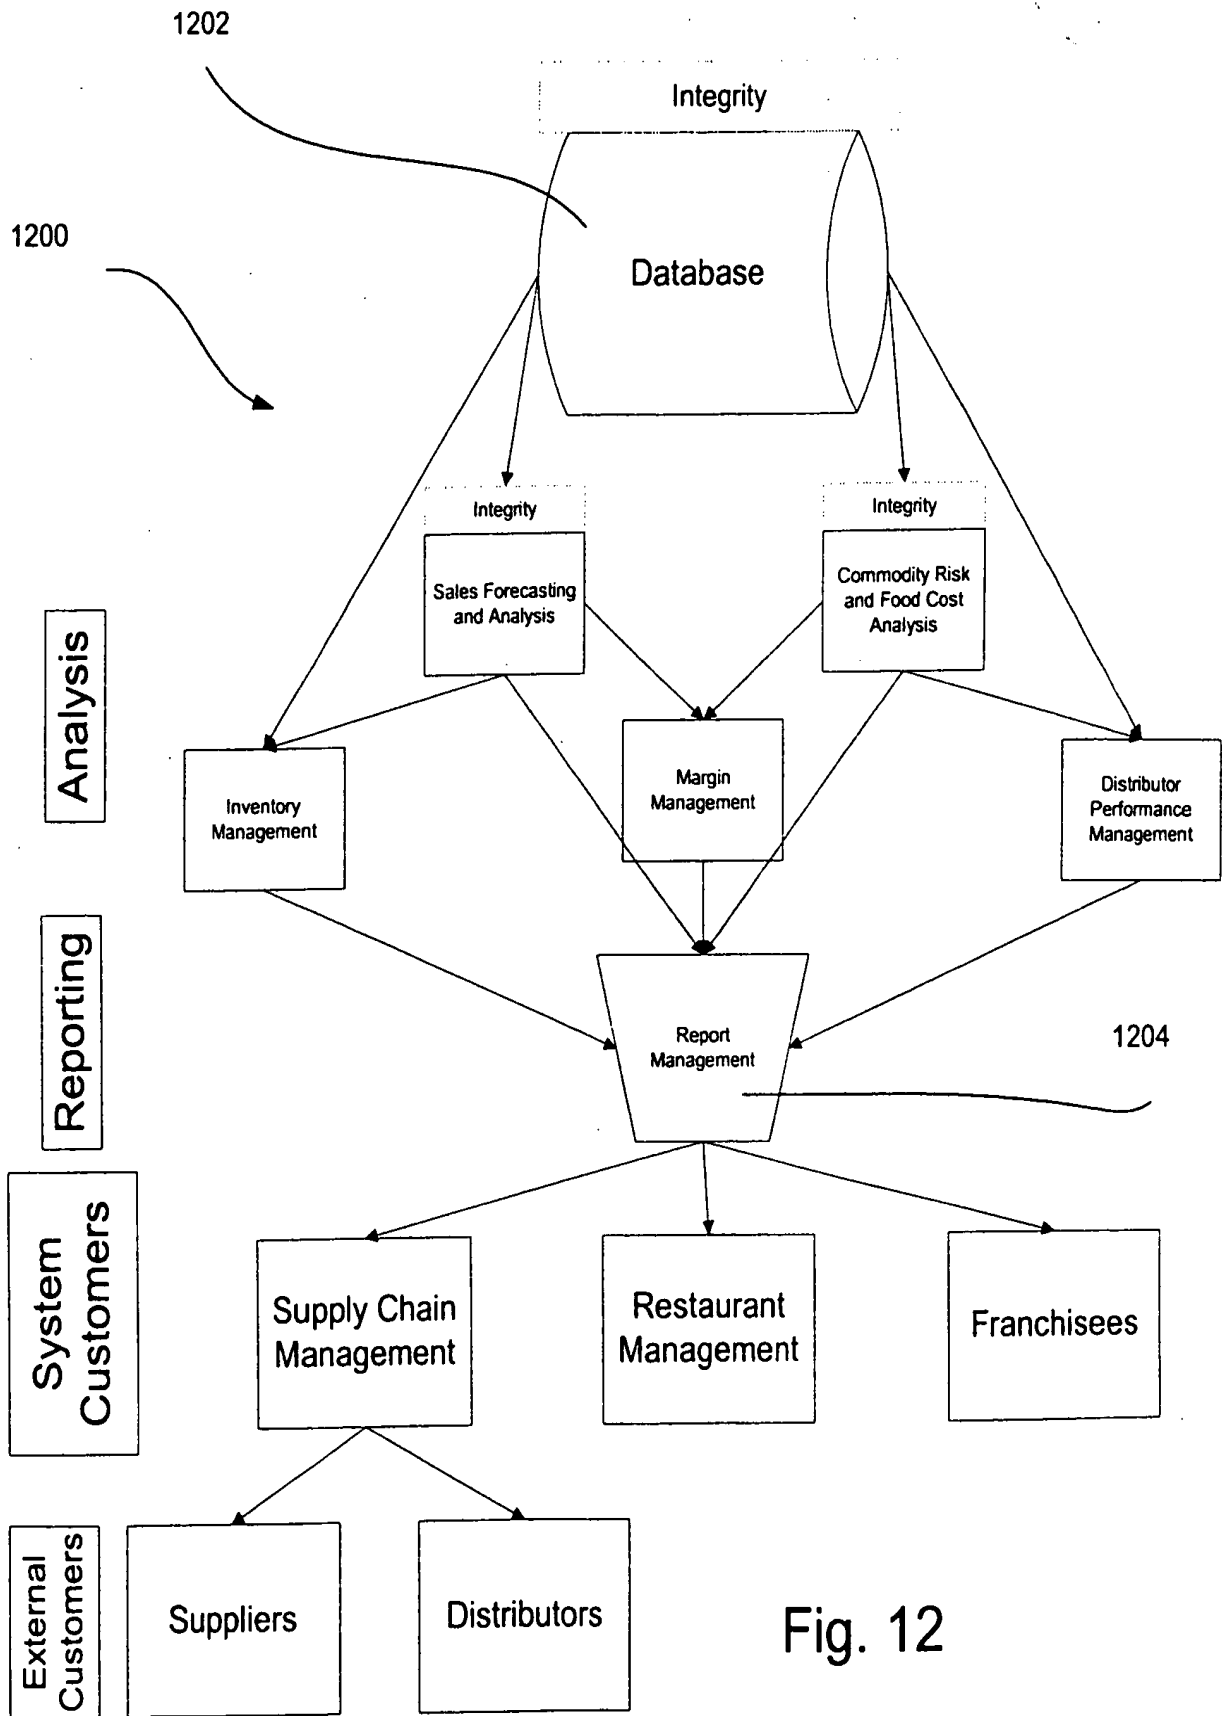 1202
Integrity
1200
Database
Integrity
Integrity
Sales Forecasting
and Analysis
Commodity Risk
and Food Cost
Analysis
Analysis
Inventory
Management
Margin
Management
Distributor
Performance
Management
Reporting
Report
Management
1204
System
Customers
Supply Chain
Management
Restaurant
Management
Franchisees
External
Customers
Suppliers
Distributors
Fig. 12